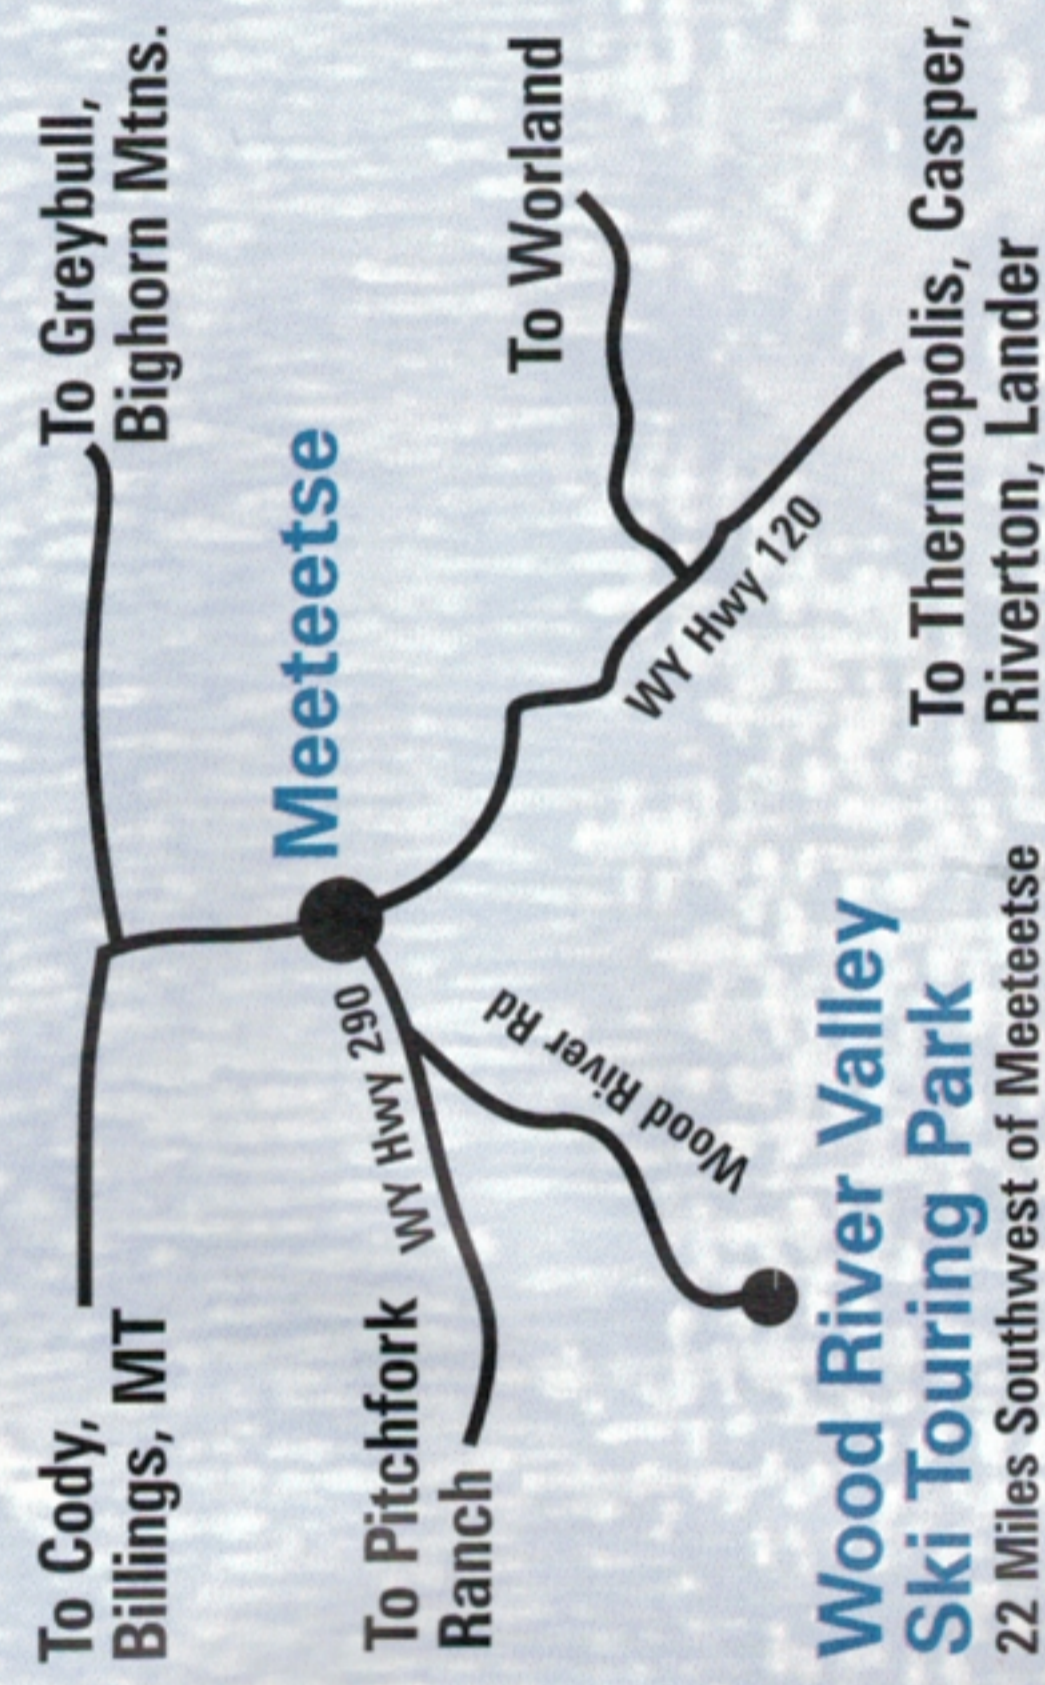 To Cody,
Billings, MT
To Greybull,
Bighorn Mtns.
Meeteetse
To Worland
WY Hwy 290
To Pitchfork
Ranch
Wood River Rd
WY Hwy 120
Wood River Valley
Ski Touring Park
22 Miles Southwest of Meeteetse
To Thermopolis, Casper,
Riverton, Lander